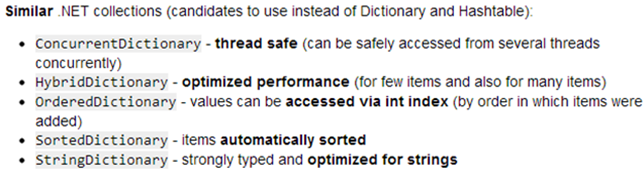 Similar .NET collections (candidates to use instead of Dictionary and Hashtable):
• ConcurrentDictionary - thread safe (can be safely accessed from several threads
concurrently)
• HybridDictionary - optimized performance (for few items and also for many items)
• OrderedDictionary - values can be accessed via int index (by order in which items were
added)
• SortedDictionary - items automatically sorted
• StringDictionary - strongly typed and optimized for strings